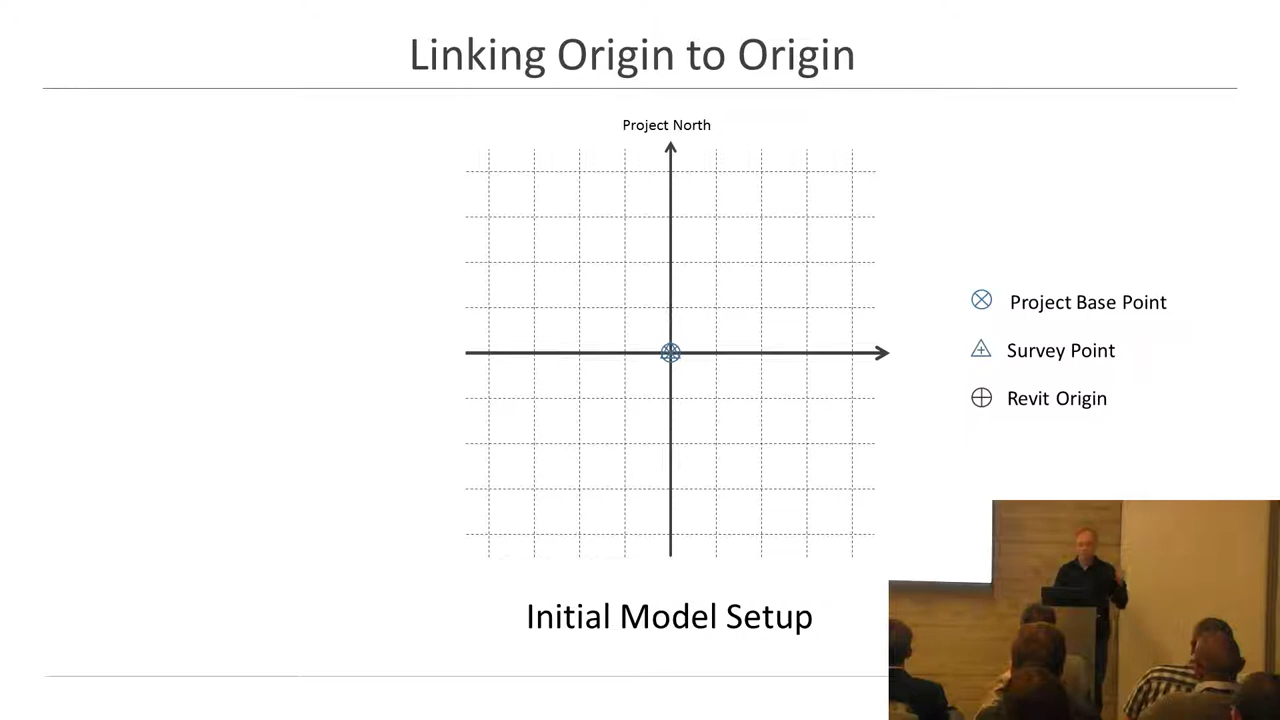 Linking Origin to Origin
Project North
Project Base Point
Survey Point
Revit Origin
Initial Model Setup